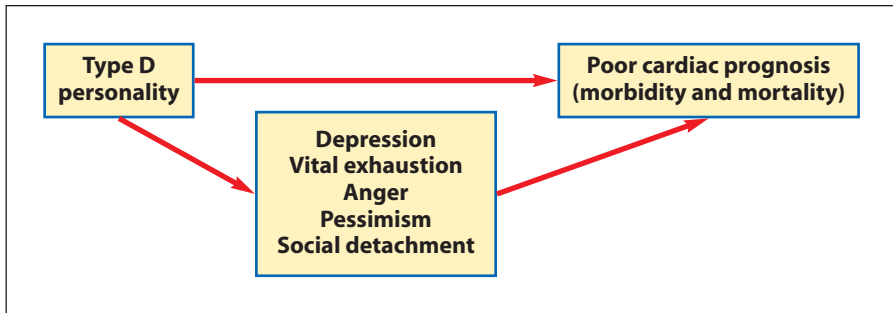 Type D
personality
Poor cardiac prognosis
(morbidity and mortality)
Depression
Vital exhaustion
Anger
Pessimism
Social detachment